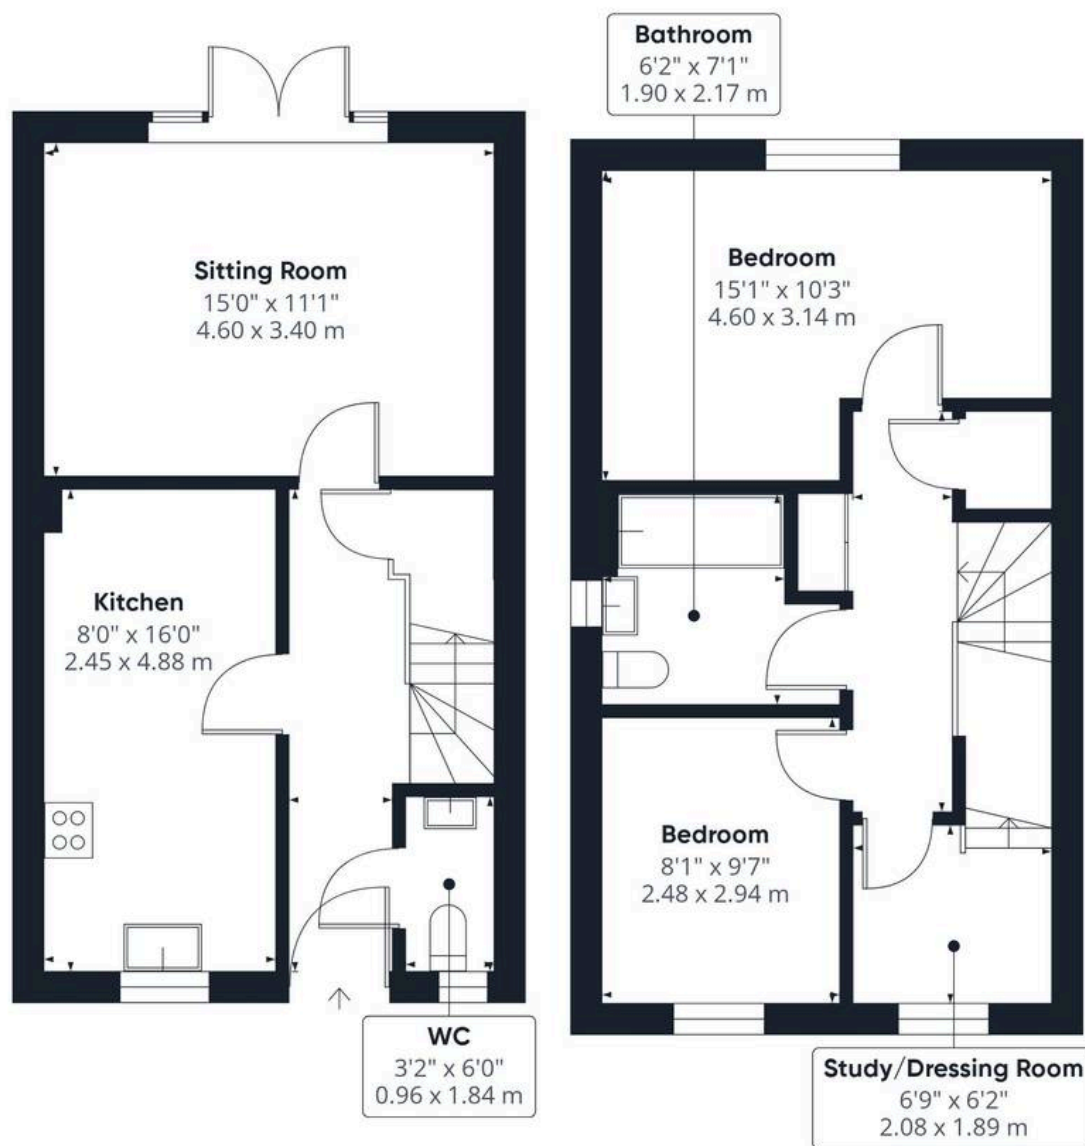 Bathroom
6'2" x 7'1"
1.90 x 2.17 m
Sitting Room
15'0" x 11'1"
4.60 x 3.40 m
Bedroom
15'1" x 10'3"
4.60 x 3.14 m
Kitchen
8'0" x 16'0"
2.45 x 4.88 m
Bedroom
8'1" x 9'7"
2.48 x 2.94 m
WC
3'2" x 6'0"
0.96 x 1.84 m
Study/Dressing Room
6'9" x 6'2"
2.08 x 1.89 m